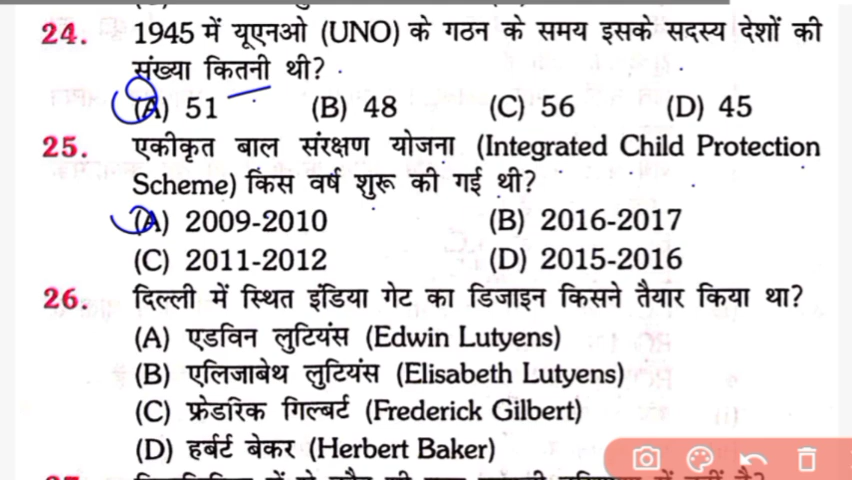 24. 1945 में यूएनओ (UNO) के गठन के समय इसके सदस्य देशों की
संख्या कितनी थी?
(A) 51 (B) 48 (C) 56 (D) 45
25. एकीकृत बाल संरक्षण योजना (Integrated Child Protection
Scheme) किस वर्ष शुरू की गई थी?
(A) 2009-2010 (B) 2016-2017
(C) 2011-2012 (D) 2015-2016
26. दिल्ली में स्थित इंडिया गेट का डिजाइन किसने तैयार किया था?
(A) एडविन लुटियंस (Edwin Lutyens)
(B) एलिजाबेथ लुटियंस (Elisabeth Lutyens)
(C) फ्रेडरिक गिल्बर्ट (Frederick Gilbert)
(D) हर्बर्ट बेकर (Herbert Baker)